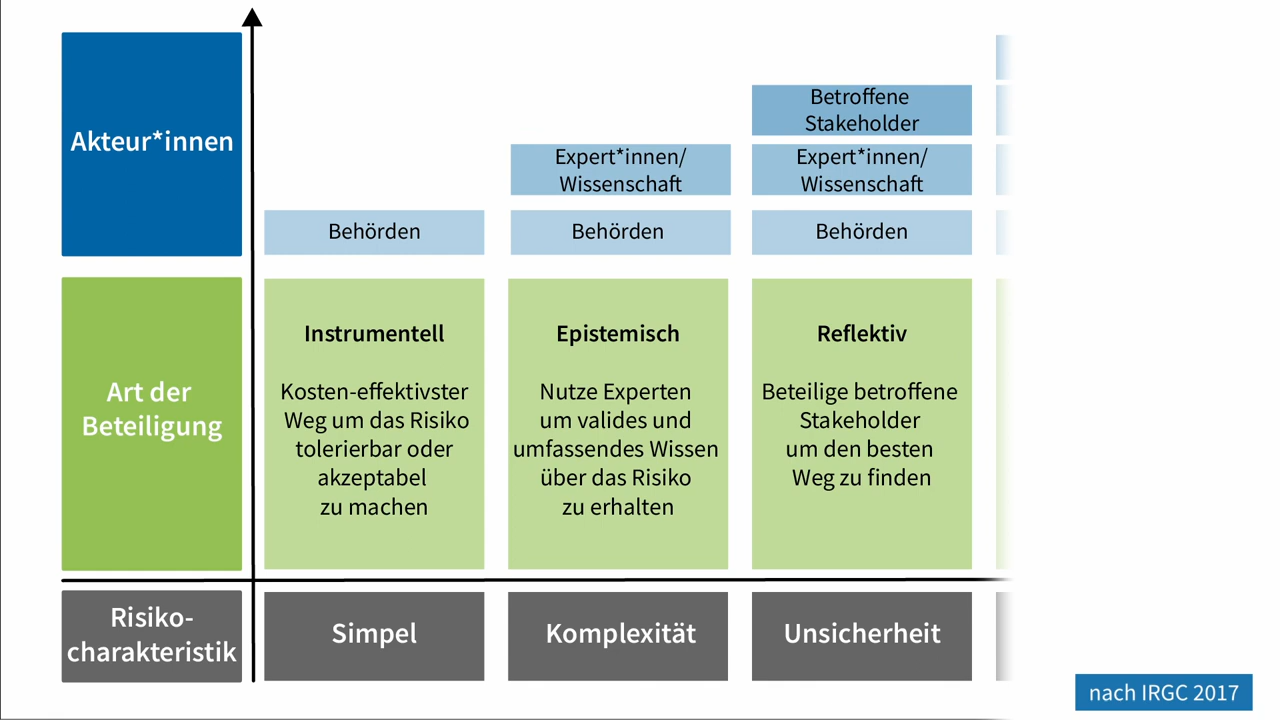 Akteur*innen
Betroffene
Stakeholder
Expert*innen/
Wissenschaft
Expert*innen/
Wissenschaft
Behörden
Behörden
Behörden
Art der
Beteiligung
Instrumentell
Kosten-effektivster
Weg um das Risiko
tolerierbar oder
akzeptabel
zu machen
Epistemisch
Nutze Experten
um valides und
umfassendes Wissen
über das Risiko
zu erhalten
Reflektiv
Beteilige betroffene
Stakeholder
um den besten
Weg zu finden
Risiko-
charakteristik
Simpel
Komplexität
Unsicherheit
nach IRGC 2017